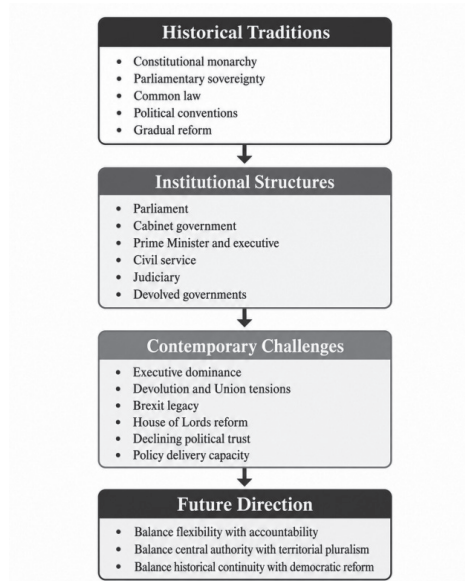 Historical Traditions
• Constitutional monarchy
• Parliamentary sovereignty
• Common law
• Political conventions
• Gradual reform
Institutional Structures
• Parliament
• Cabinet government
• Prime Minister and executive
• Civil service
• Judiciary
• Devolved governments
Contemporary Challenges
• Executive dominance
• Devolution and Union tensions
• Brexit legacy
• House of Lords reform
• Declining political trust
• Policy delivery capacity
Future Direction
• Balance flexibility with accountability
• Balance central authority with territorial pluralism
• Balance historical continuity with democratic reform